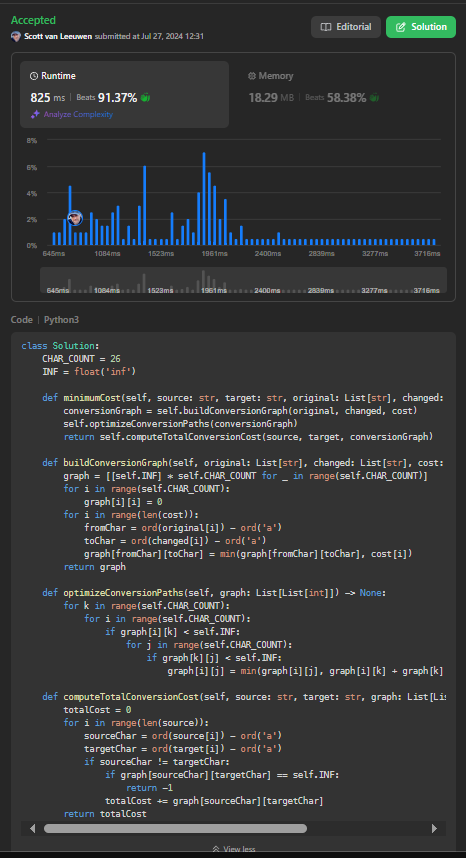 Accepted
Scott van Leeuwen submitted at Jul 27, 2024 12:31
Editorial
Solution
Runtime
825 ms | Beats 91.37%
Analyze Complexity
Memory
18.29 MB | Beats 58.38%
8%
6%
4%
2%
0%
645ms 1084ms 1523ms 1961ms 2400ms 2839ms 3277ms 3716ms
645ms 1084ms 1523ms 1961ms 2400ms 2839ms 3277ms 3716ms
Code | Python3
class Solution:
    CHAR_COUNT = 26
    INF = float('inf')
    def minimumCost(self, source: str, target: str, original: List[str], changed:
        conversionGraph = self.buildConversionGraph(original, changed, cost)
        self.optimizeConversionPaths(conversionGraph)
        return self.computeTotalConversionCost(source, target, conversionGraph)
    def buildConversionGraph(self, original: List[str], changed: List[str], cost:
        graph = [[self.INF] * self.CHAR_COUNT for _ in range(self.CHAR_COUNT)]
        for i in range(self.CHAR_COUNT):
            graph[i][i] = 0
        for i in range(len(cost)):
            fromChar = ord(original[i]) - ord('a')
            toChar = ord(changed[i]) - ord('a')
            graph[fromChar][toChar] = min(graph[fromChar][toChar], cost[i])
        return graph
    def optimizeConversionPaths(self, graph: List[List[int]]) -> None:
        for k in range(self.CHAR_COUNT):
            for i in range(self.CHAR_COUNT):
                if graph[i][k] < self.INF:
                    for j in range(self.CHAR_COUNT):
                        if graph[k][j] < self.INF:
                            graph[i][j] = min(graph[i][j], graph[i][k] + graph[k]
    def computeTotalConversionCost(self, source: str, target: str, graph: List[Lis
        totalCost = 0
        for i in range(len(source)):
            sourceChar = ord(source[i]) - ord('a')
            targetChar = ord(target[i]) - ord('a')
            if sourceChar != targetChar:
                if graph[sourceChar][targetChar] == self.INF:
                    return -1
                totalCost += graph[sourceChar][targetChar]
        return totalCost
View less